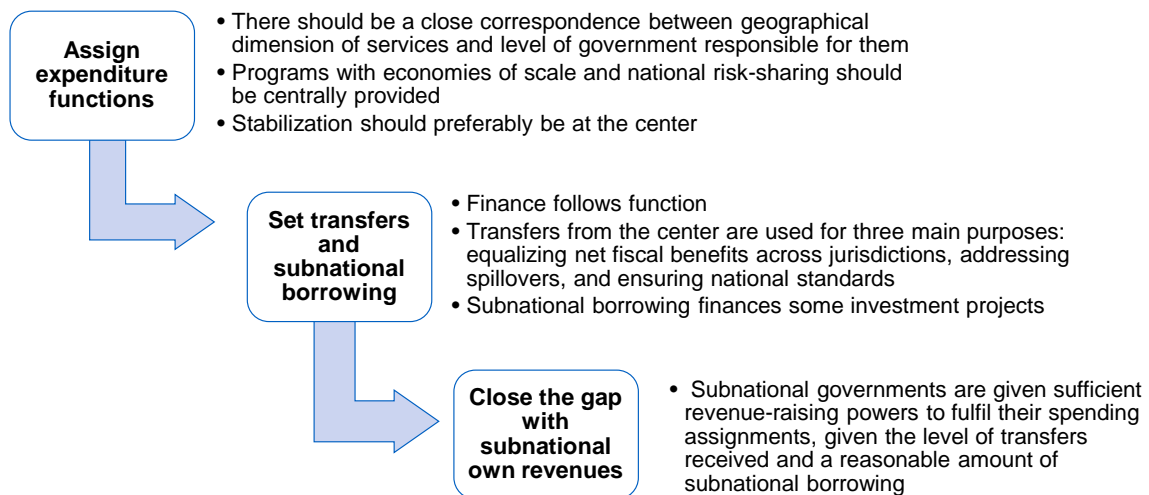 Assign
expenditure
functions
• There should be a close correspondence between geographical
dimension of services and level of government responsible for them
• Programs with economies of scale and national risk-sharing should
be centrally provided
• Stabilization should preferably be at the center
Set transfers
and
subnational
borrowing
• Finance follows function
• Transfers from the center are used for three main purposes:
equalizing net fiscal benefits across jurisdictions, addressing
spillovers, and ensuring national standards
• Subnational borrowing finances some investment projects
Close the gap
with
subnational
own revenues
• Subnational governments are given sufficient
revenue-raising powers to fulfil their spending
assignments, given the level of transfers
received and a reasonable amount of
subnational borrowing